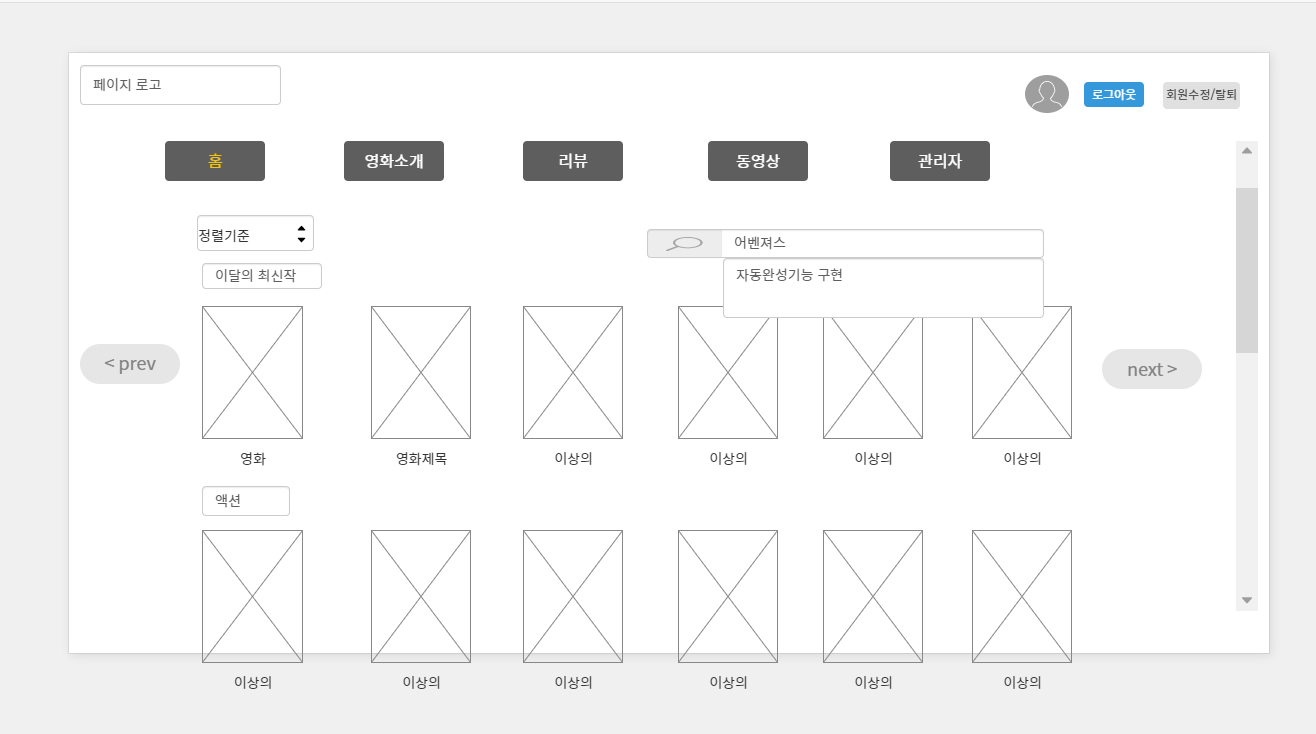 페이지 로고
로그아웃
회원수정/탈퇴
홈
영화소개
리뷰
동영상
관리자
정렬기준
어벤져스
이달의 최신작
자동완성기능 구현
< prev
next >
영화
영화제목
이상의
이상의
이상의
이상의
액션
이상의
이상의
이상의
이상의
이상의
이상의